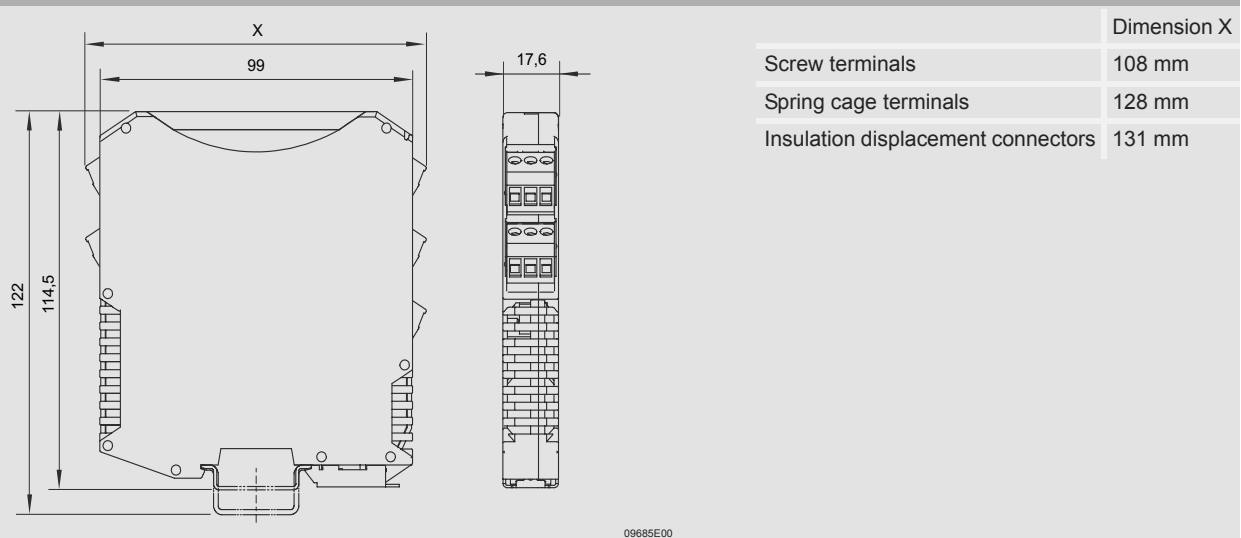 X
99
17,6
122
114,5
Dimension X
Screw terminals 108 mm
Spring cage terminals 128 mm
Insulation displacement connectors 131 mm
09685E00